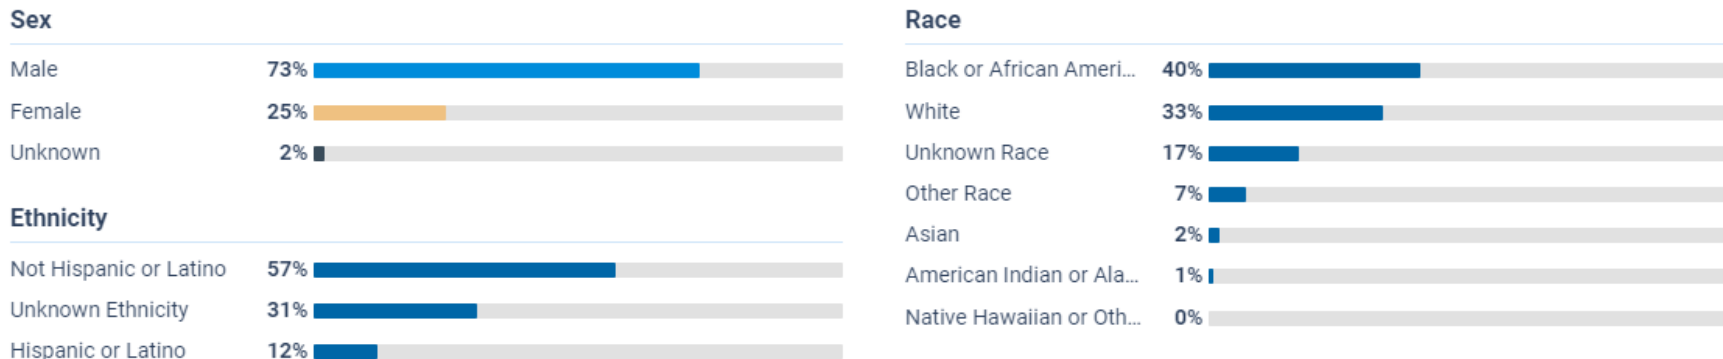 Sex
Male 73%
Female 25%
Unknown 2%
Ethnicity
Not Hispanic or Latino 57%
Unknown Ethnicity 31%
Hispanic or Latino 12%
Race
Black or African Ameri... 40%
White 33%
Unknown Race 17%
Other Race 7%
Asian 2%
American Indian or Ala... 1%
Native Hawaiian or Oth... 0%